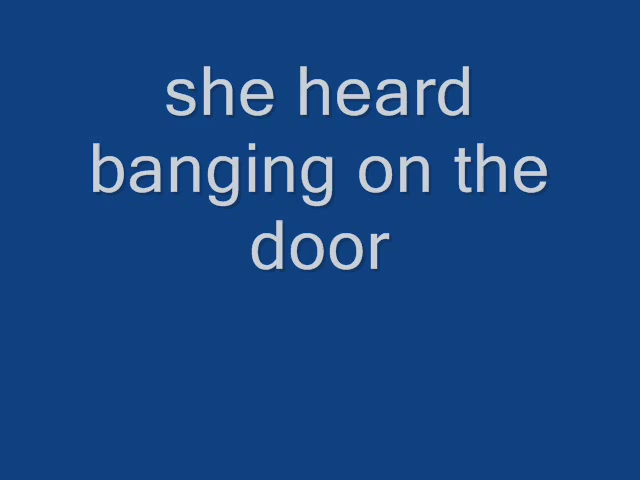 she heard
banging on the
door